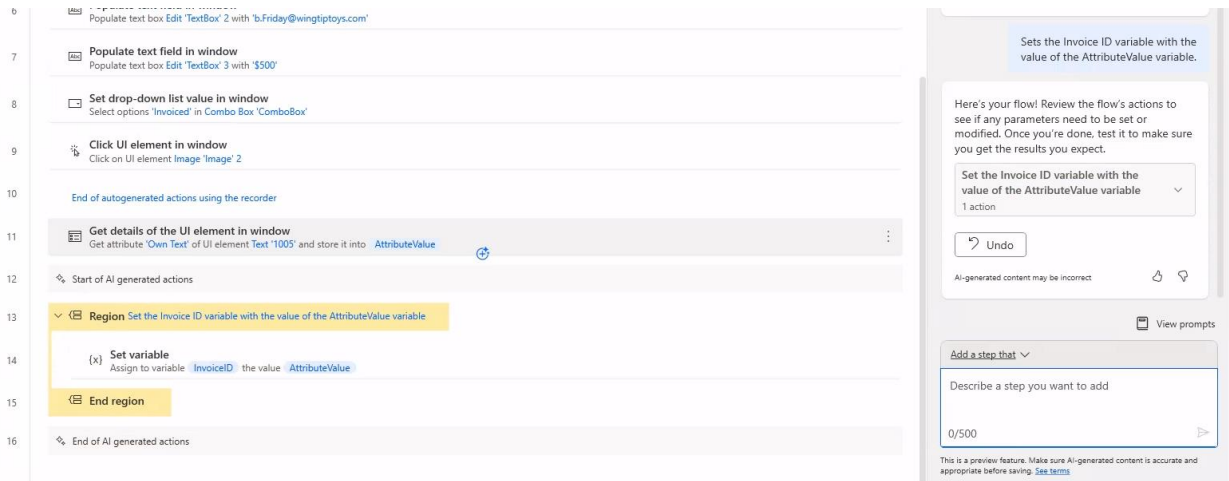 6
Populate text field in window
Populate text box Edit 'TextBox' 2 with 'b.Friday@wingtiptoys.com'
7
Populate text field in window
Populate text box Edit 'TextBox' 3 with '$500'
8
Set drop-down list value in window
Select options 'Invoiced' in Combo Box 'ComboBox'
9
Click UI element in window
Click on UI element Image 'Image' 2
10
End of autogenerated actions using the recorder
11
Get details of the UI element in window
Get attribute 'Own Text' of UI element Text '1005' and store it into AttributeValue
12
Start of AI generated actions
13
Region Set the Invoice ID variable with the value of the AttributeValue variable
14
{x} Set variable
Assign to variable InvoiceID the value AttributeValue
15
End region
16
End of AI generated actions
Sets the Invoice ID variable with the
value of the AttributeValue variable.
Here's your flow! Review the flow's actions to
see if any parameters need to be set or
modified. Once you're done, test it to make sure
you get the results you expect.
Set the Invoice ID variable with the
value of the AttributeValue variable
1 action
Undo
AI-generated content may be incorrect
View prompts
Add a step that
Describe a step you want to add
0/500
This is a preview feature. Make sure AI-generated content is accurate and
appropriate before saving. See terms